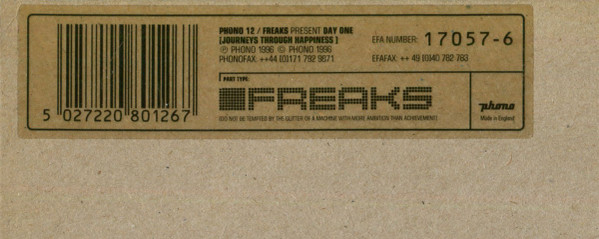 PHONO 12 / FREAKS PRESENT DAY ONE
[JOURNEYS THROUGH HAPPINESS]
℗ PHONO 1996 © PHONO 1996
PHONOFAX: ++44 (0)171 792 9871
EFA NUMBER: 17057-6
EFAFAX: ++ 49 (0)40 782 783
PART TYPE:
FREAKS
(DO NOT BE TEMPTED BY THE GLITTER OF A MACHINE WITH MORE AMBITION THAN ACHIEVEMENT)
phono
Made in England
5 027220 801267